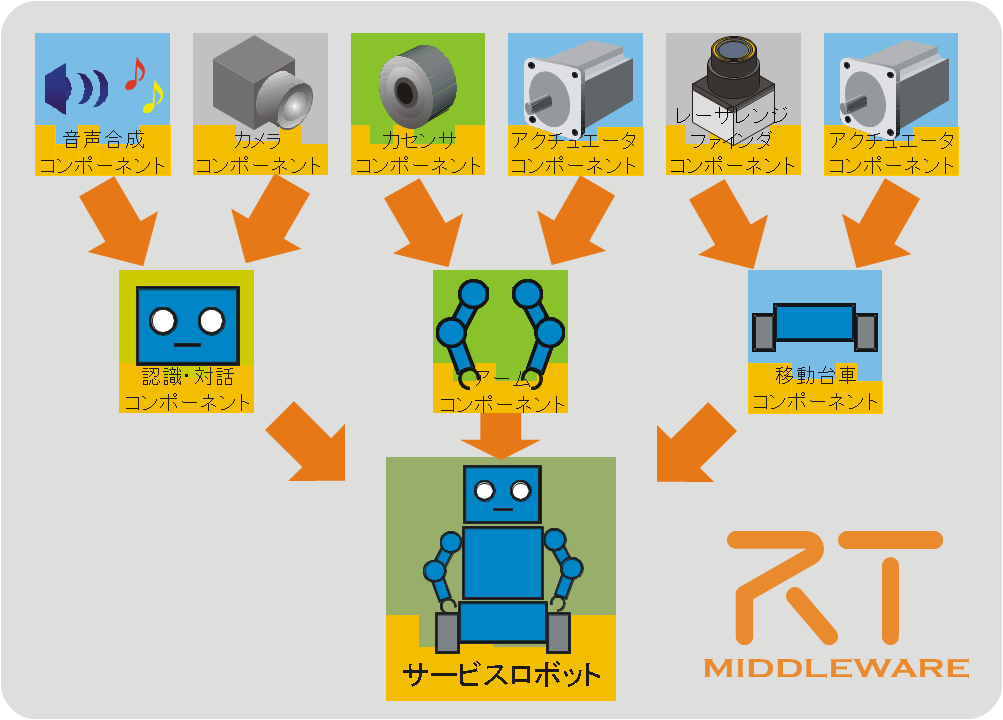 音声合成
コンポーネント
カメラ
コンポーネント
力センサ
コンポーネント
アクチュエータ
コンポーネント
レーザレンジ
ファインダ
コンポーネント
アクチュエータ
コンポーネント
認識・対話
コンポーネント
アーム
コンポーネント
移動台車
コンポーネント
サービスロボット
RT
MIDDLEWARE